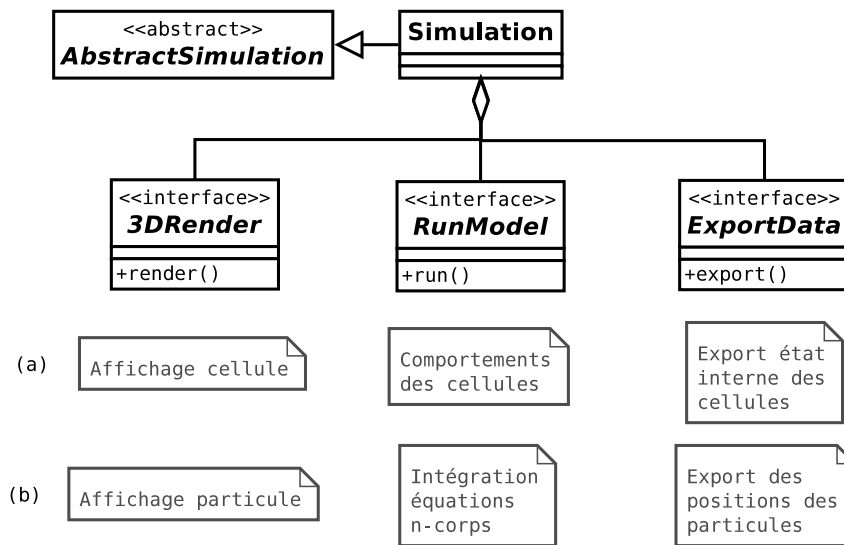 <<abstract>>
AbstractSimulation
Simulation
<<interface>>
3DRender
+render()
<<interface>>
RunModel
+run()
<<interface>>
ExportData
+export()
(a)
Affichage cellule
Comportements
des cellules
Export état
interne des
cellules
(b)
Affichage particule
Intégration
équations
n-corps
Export des
positions des
particules